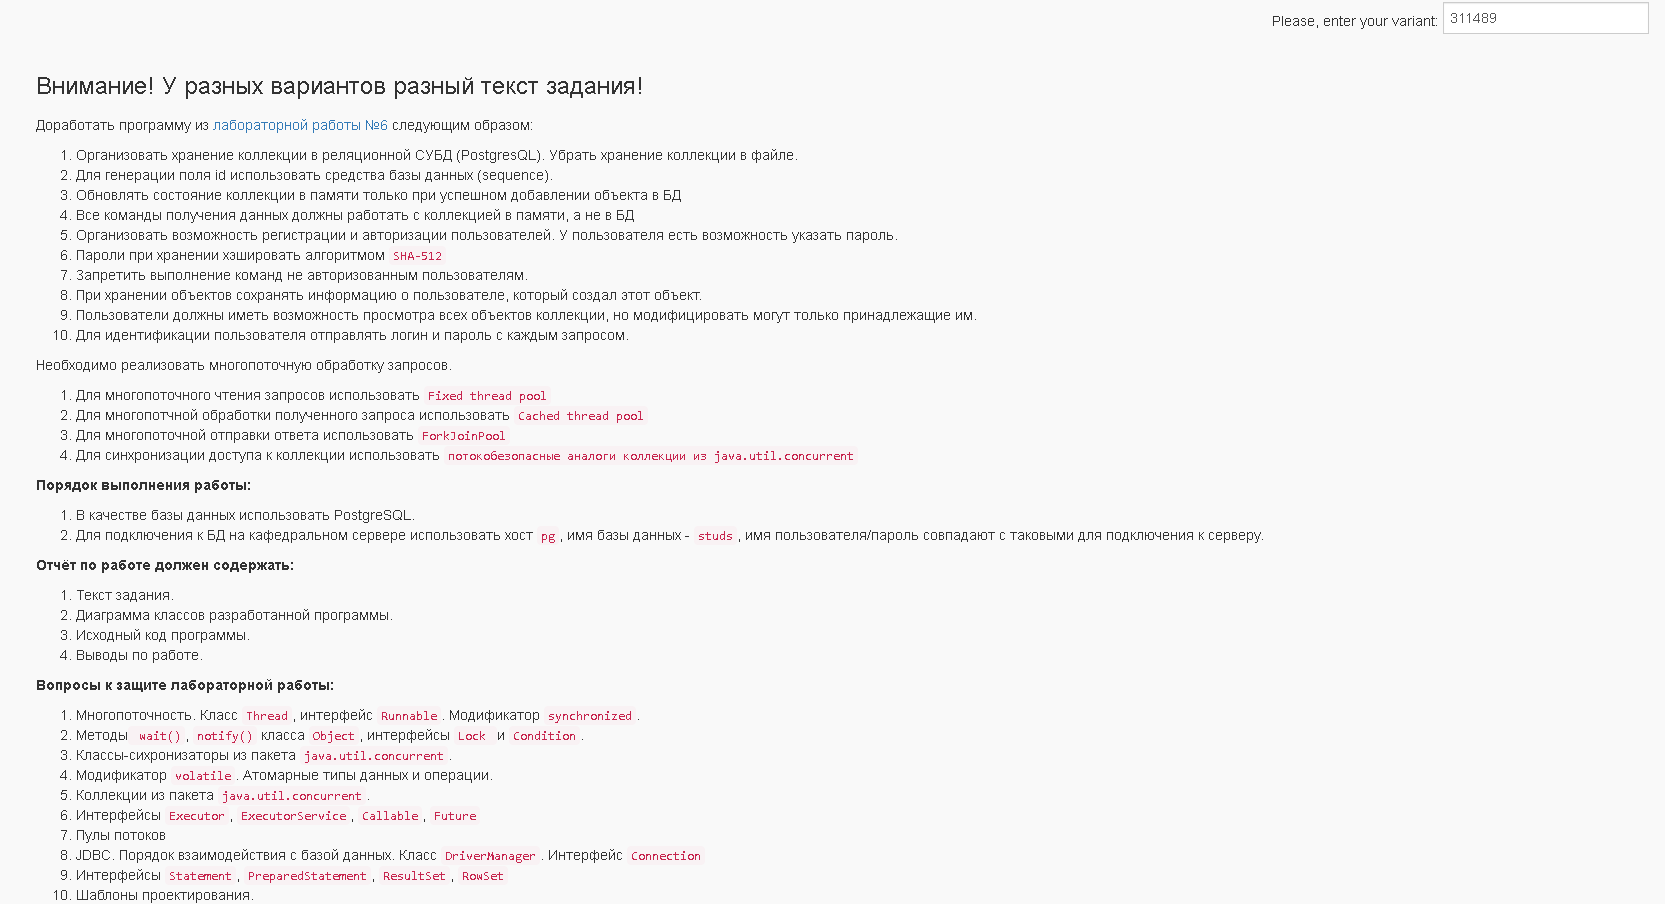 Please, enter your variant: 311489
Внимание! У разных вариантов разный текст задания!
Доработать программу из лабораторной работы №6 следующим образом:
1. Организовать хранение коллекции в реляционной СУБД (PostgresQL). Убрать хранение коллекции в файле.
2. Для генерации поля id использовать средства базы данных (sequence).
3. Обновлять состояние коллекции в памяти только при успешном добавлении объекта в БД
4. Все команды получения данных должны работать с коллекцией в памяти, а не в БД
5. Организовать возможность регистрации и авторизации пользователей. У пользователя есть возможность указать пароль.
6. Пароли при хранении хэшировать алгоритмом SHA-512
7. Запретить выполнение команд не авторизованным пользователям.
8. При хранении объектов сохранять информацию о пользователе, который создал этот объект.
9. Пользователи должны иметь возможность просмотра всех объектов коллекции, но модифицировать могут только принадлежащие им.
10. Для идентификации пользователя отправлять логин и пароль с каждым запросом.
Необходимо реализовать многопоточную обработку запросов.
1. Для многопоточного чтения запросов использовать Fixed thread pool
2. Для многопотчной обработки полученного запроса использовать Cached thread pool
3. Для многопоточной отправки ответа использовать ForkJoinPool
4. Для синхронизации доступа к коллекции использовать потокобезопасные аналоги коллекции из java.util.concurrent
Порядок выполнения работы:
1. В качестве базы данных использовать PostgreSQL.
2. Для подключения к БД на кафедральном сервере использовать хост pg, имя базы данных - studs, имя пользователя/пароль совпадают с таковыми для подключения к серверу.
Отчёт по работе должен содержать:
1. Текст задания.
2. Диаграмма классов разработанной программы.
3. Исходный код программы.
4. Выводы по работе.
Вопросы к защите лабораторной работы:
1. Многопоточность. Класс Thread, интерфейс Runnable. Модификатор synchronized.
2. Методы wait(), notify() класса Object, интерфейсы Lock и Condition.
3. Классы-сихронизаторы из пакета java.util.concurrent.
4. Модификатор volatile. Атомарные типы данных и операции.
5. Коллекции из пакета java.util.concurrent.
6. Интерфейсы Executor, ExecutorService, Callable, Future
7. Пулы потоков
8. JDBC. Порядок взаимодействия с базой данных. Класс DriverManager. Интерфейс Connection
9. Интерфейсы Statement, PreparedStatement, ResultSet, RowSet
10. Шаблоны проектирования.